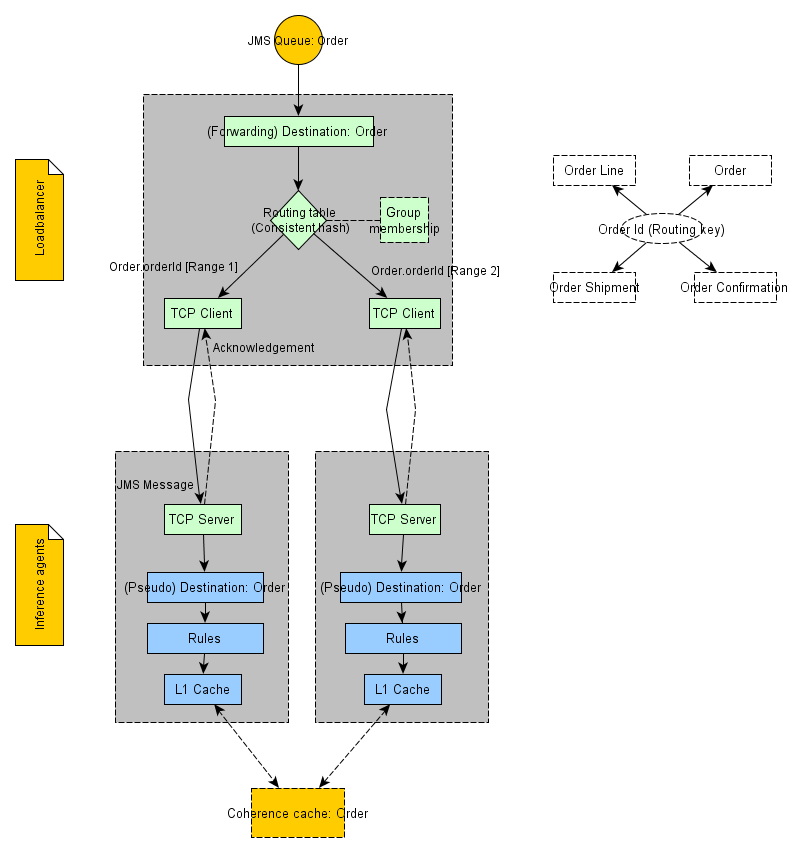 JMS Queue: Order
(Forwarding) Destination: Order
Loadbalancer
Routing table
(Consistent hash)
Group
membership
Order.orderId [Range 1]
Order.orderId [Range 2]
TCP Client
TCP Client
Acknowledgement
Order Line
Order
Order Id (Routing key)
Order Shipment
Order Confirmation
JMS Message
Inference agents
TCP Server
TCP Server
(Pseudo) Destination: Order
(Pseudo) Destination: Order
Rules
Rules
L1 Cache
L1 Cache
Coherence cache: Order